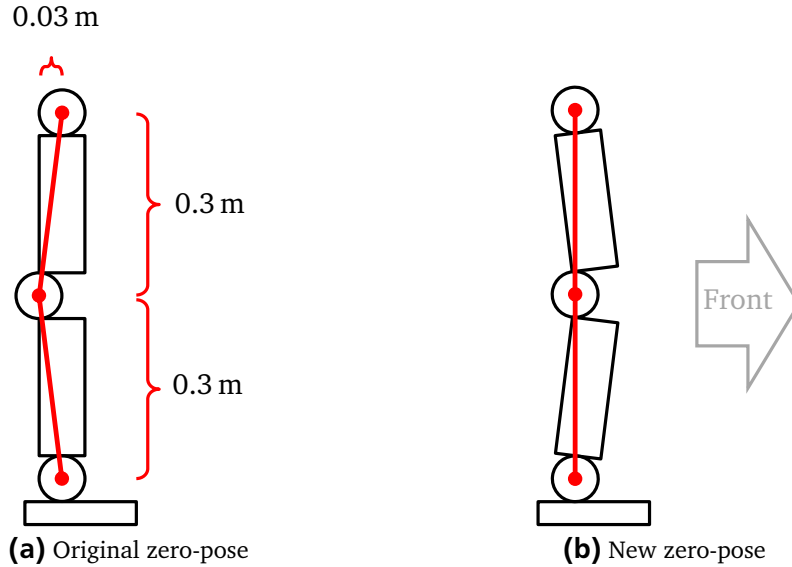 0.03 m
0.3 m
Front
0.3 m
(a) Original zero-pose
(b) New zero-pose